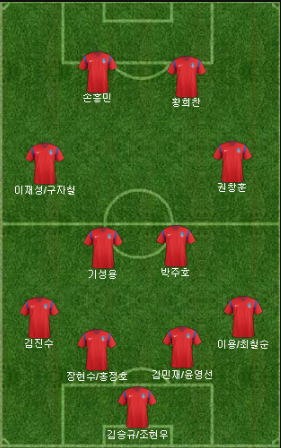 손흥민
황희찬
이재성/구자철
권창훈
기성용
박주호
김진수
이용/최철순
장현수/홍정호
김민재/윤영선
김승규/조현우